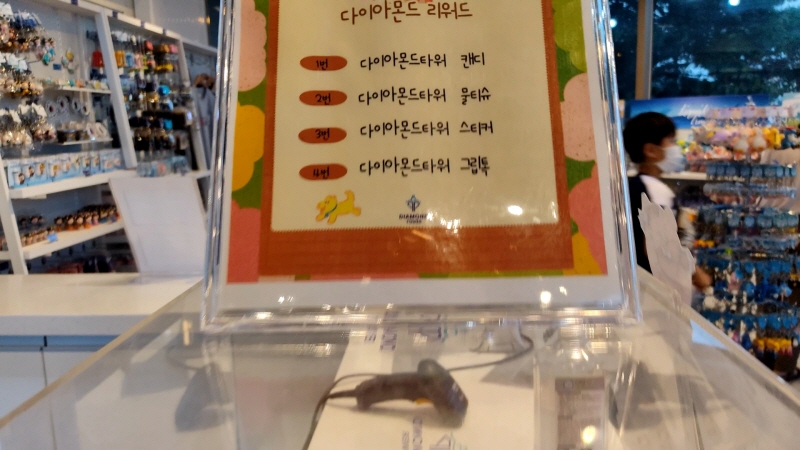 다이아몬드 리워드
1번 다이아몬드타워 캔디
2번 다이아몬드타워 물티슈
3번 다이아몬드타워 스티커
4번 다이아몬드타워 그립톡
DIAMOND
TOWER